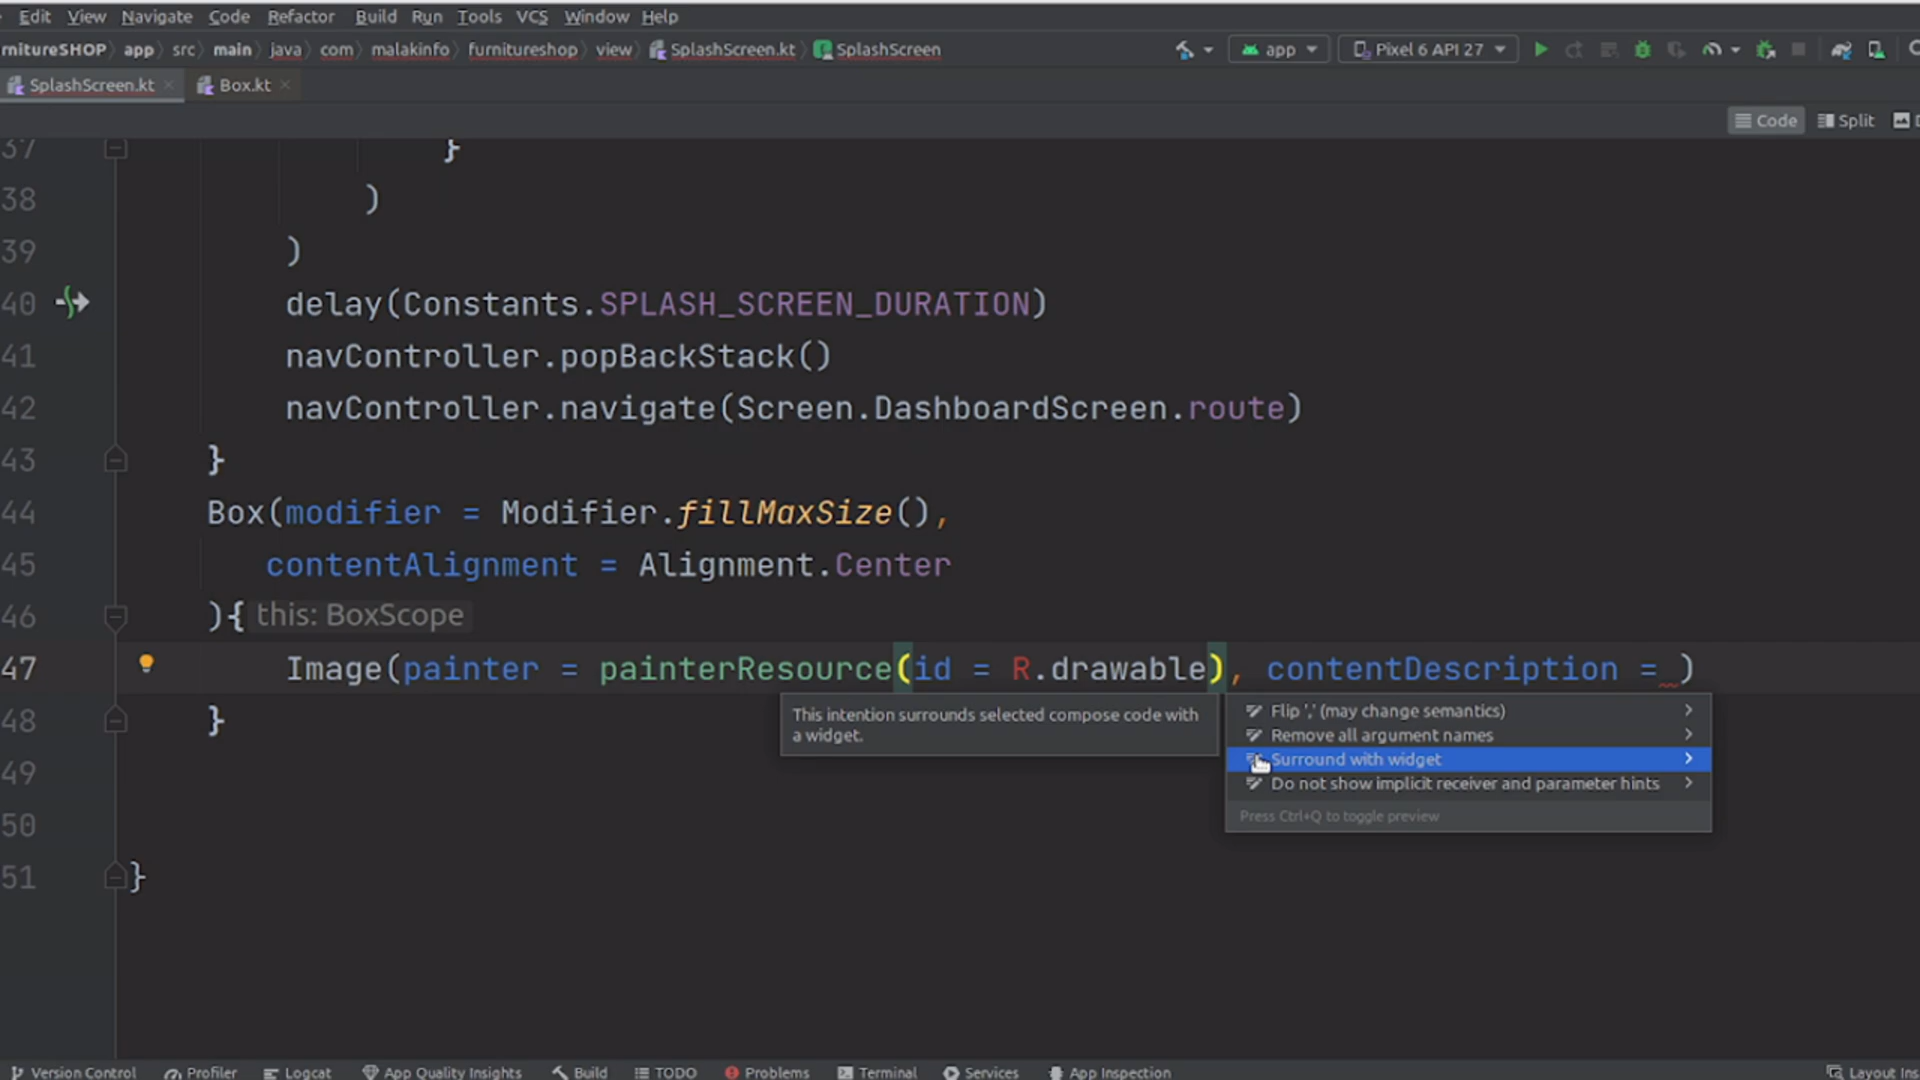 Edit View Navigate Code Refactor Build Run Tools VCS Window Help
rnitureSHOP app src main java com malakinfo furnitureshop view SplashScreen.kt SplashScreen app Pixel 6 API 27
SplashScreen.kt Box.kt
Code Split
37 }
38 )
39 )
40 delay(Constants.SPLASH_SCREEN_DURATION)
41 navController.popBackStack()
42 navController.navigate(Screen.DashboardScreen.route)
43 }
44 Box(modifier = Modifier.fillMaxSize(),
45 contentAlignment = Alignment.Center
46 ){ this: BoxScope
47 Image(painter = painterResource(id = R.drawable), contentDescription = )
48 }
This intention surrounds selected compose code with
a widget.
Flip ',' (may change semantics)
Remove all argument names
Surround with widget
Do not show implicit receiver and parameter hints
Press Ctrl+Q to toggle preview
49
50
51 }
Version Control Profiler Logcat App Quality Insights Build TODO Problems Terminal Services App Inspection Layout Ins